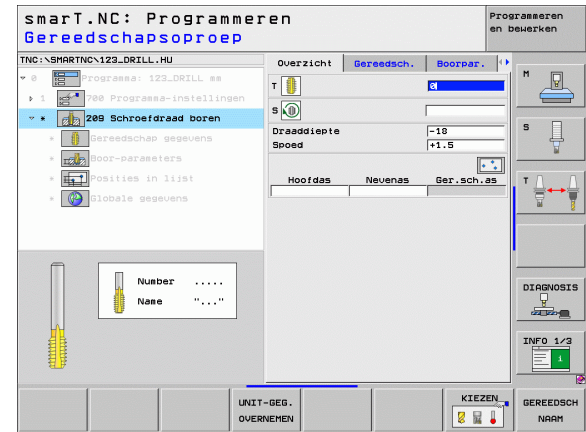 smarT.NC: Programmeren
Gereedschapsoproep
Programmeren
en bewerken
TNC:\SMARTNC\123_DRILL.HU
0 Programma: 123_DRILL mm
1 700 Programma-instellingen
* 209 Schroefdraad boren
* Gereedschap gegevens
* Boor-parameters
* Posities in lijst
* Globale gegevens
Overzicht Gereedsch. Boorpar.
T 0
S
Draaddiepte -18
Spoed +1.5
Hoofdas Nevenas Ger.sch.as
Number .....
Name "..."
M
S
T
DIAGNOSIS
INFO 1/3
1
UNIT-GEG.
OVERNEMEN
KIEZEN
GEREEDSCH
NAAM